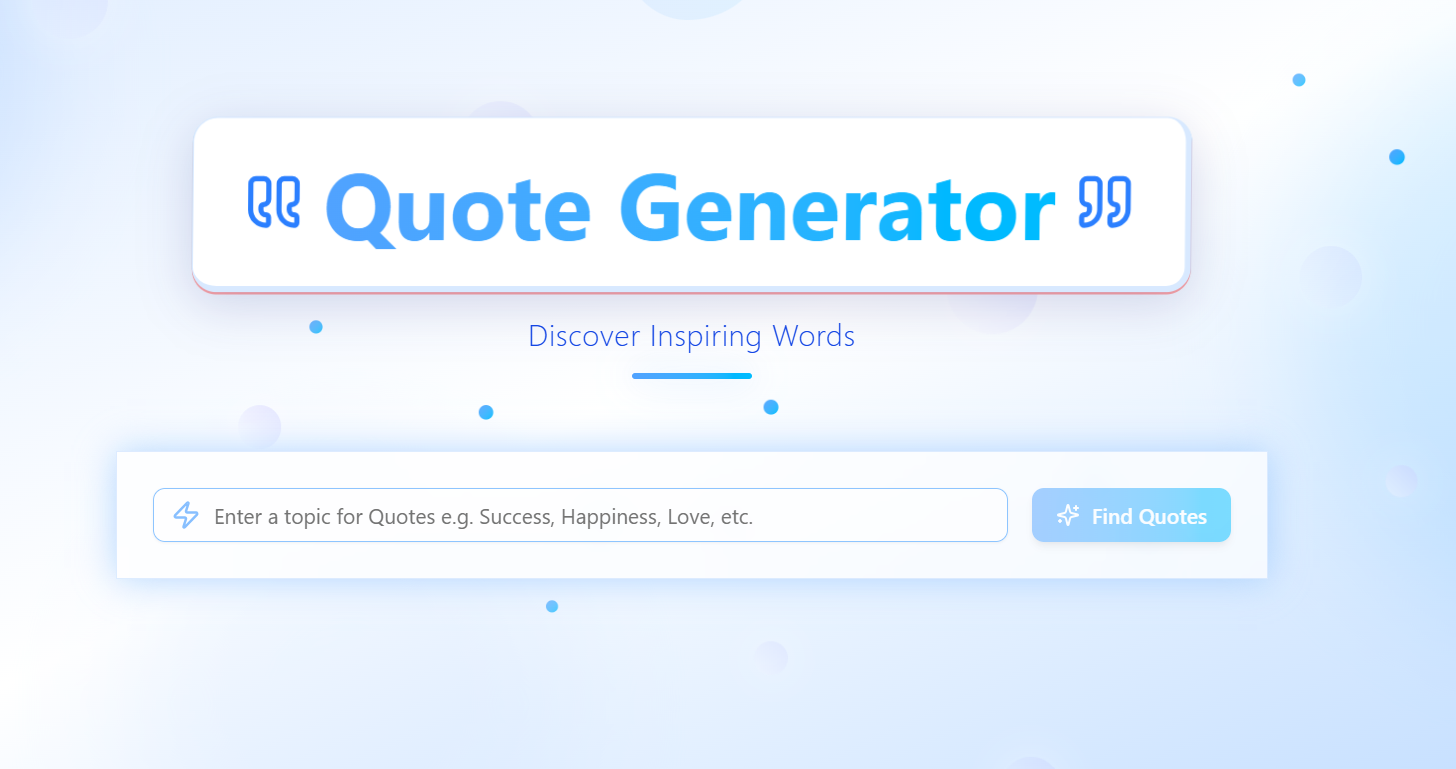 Quote Generator
Discover Inspiring Words
Enter a topic for Quotes e.g. Success, Happiness, Love, etc.
Find Quotes